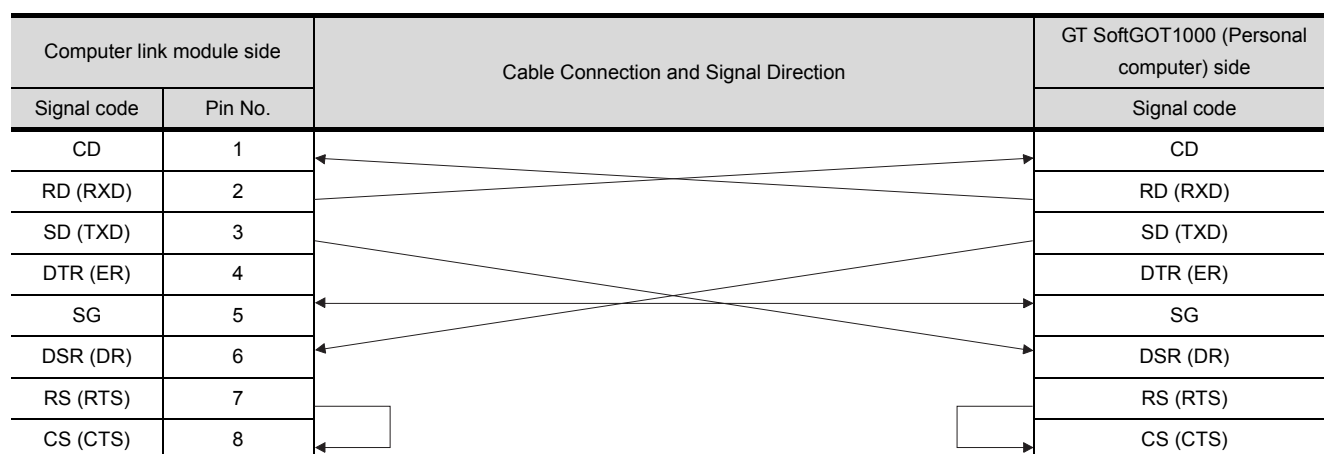 Computer link module side
Cable Connection and Signal Direction
GT SoftGOT1000 (Personal
computer) side
Signal code Pin No. Signal code
CD 1 CD
RD (RXD) 2 RD (RXD)
SD (TXD) 3 SD (TXD)
DTR (ER) 4 DTR (ER)
SG 5 SG
DSR (DR) 6 DSR (DR)
RS (RTS) 7 RS (RTS)
CS (CTS) 8 CS (CTS)